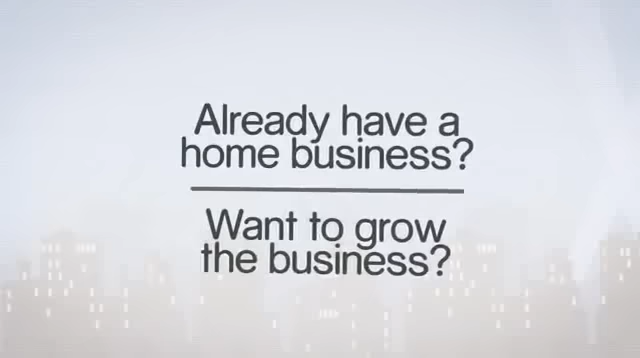 Already have a
home business?
Want to grow
the business?